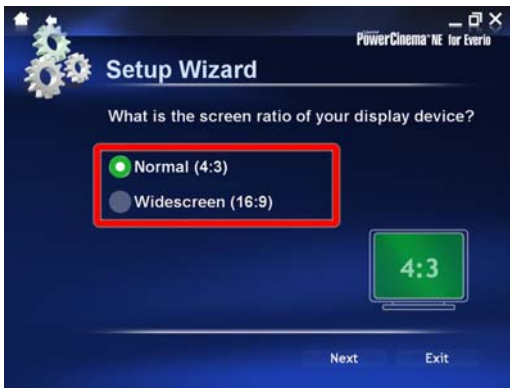 PowerCinema NE for Everio
Setup Wizard
What is the screen ratio of your display device?
Normal (4:3)
Widescreen (16:9)
4:3
Next Exit